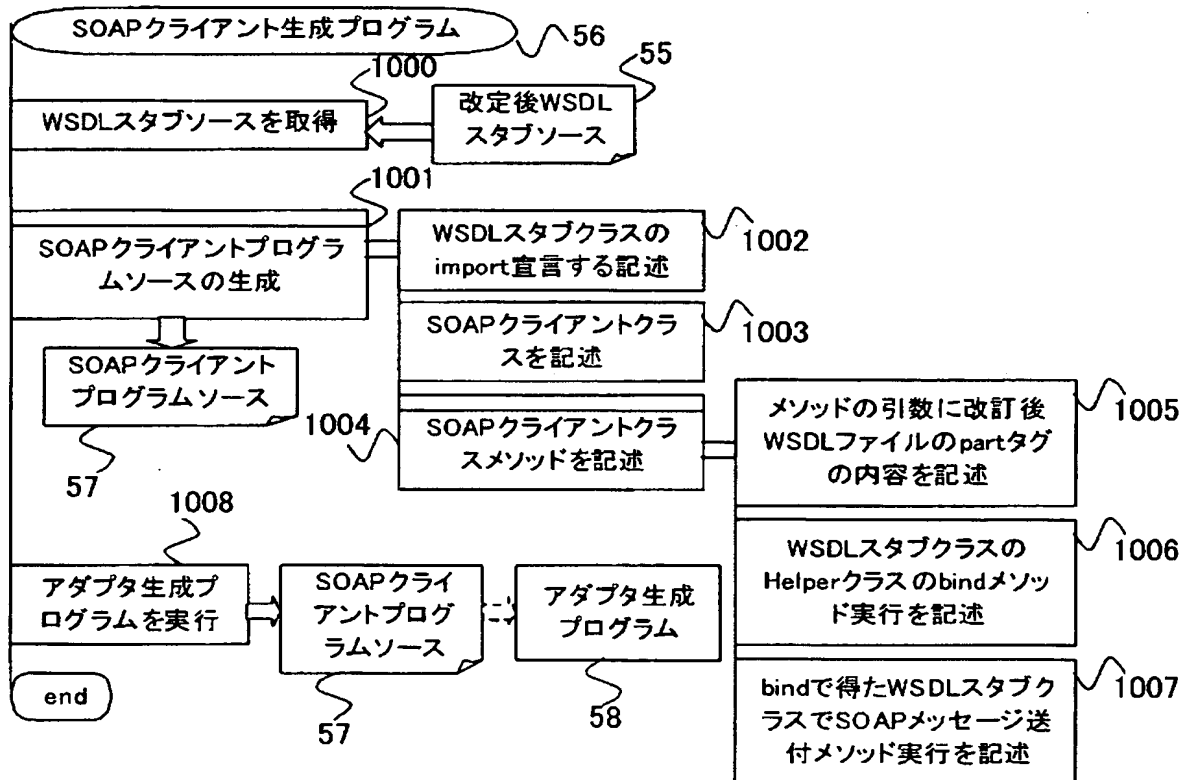 SOAPクライアント生成プログラム
56
1000
WSDLスタブソースを取得
55
改定後WSDL
スタブソース
1001
SOAPクライアントプログラ
ムソースの生成
WSDLスタブクラスの
import宣言する記述
1002
SOAPクライアントクラ
スを記述
1003
SOAPクライアント
プログラムソース
57
1004
SOAPクライアントクラ
スメソッドを記述
メソッドの引数に改訂後
WSDLファイルのpartタグ
の内容を記述
1005
WSDLスタブクラスの
Helperクラスのbindメソッ
ド実行を記述
1006
bindで得たWSDLスタブク
ラスでSOAPメッセージ送
付メソッド実行を記述
1007
1008
アダプタ生成プ
ログラムを実行
SOAPクライ
アントプログ
ラムソース
57
アダプタ生成
プログラム
58
end